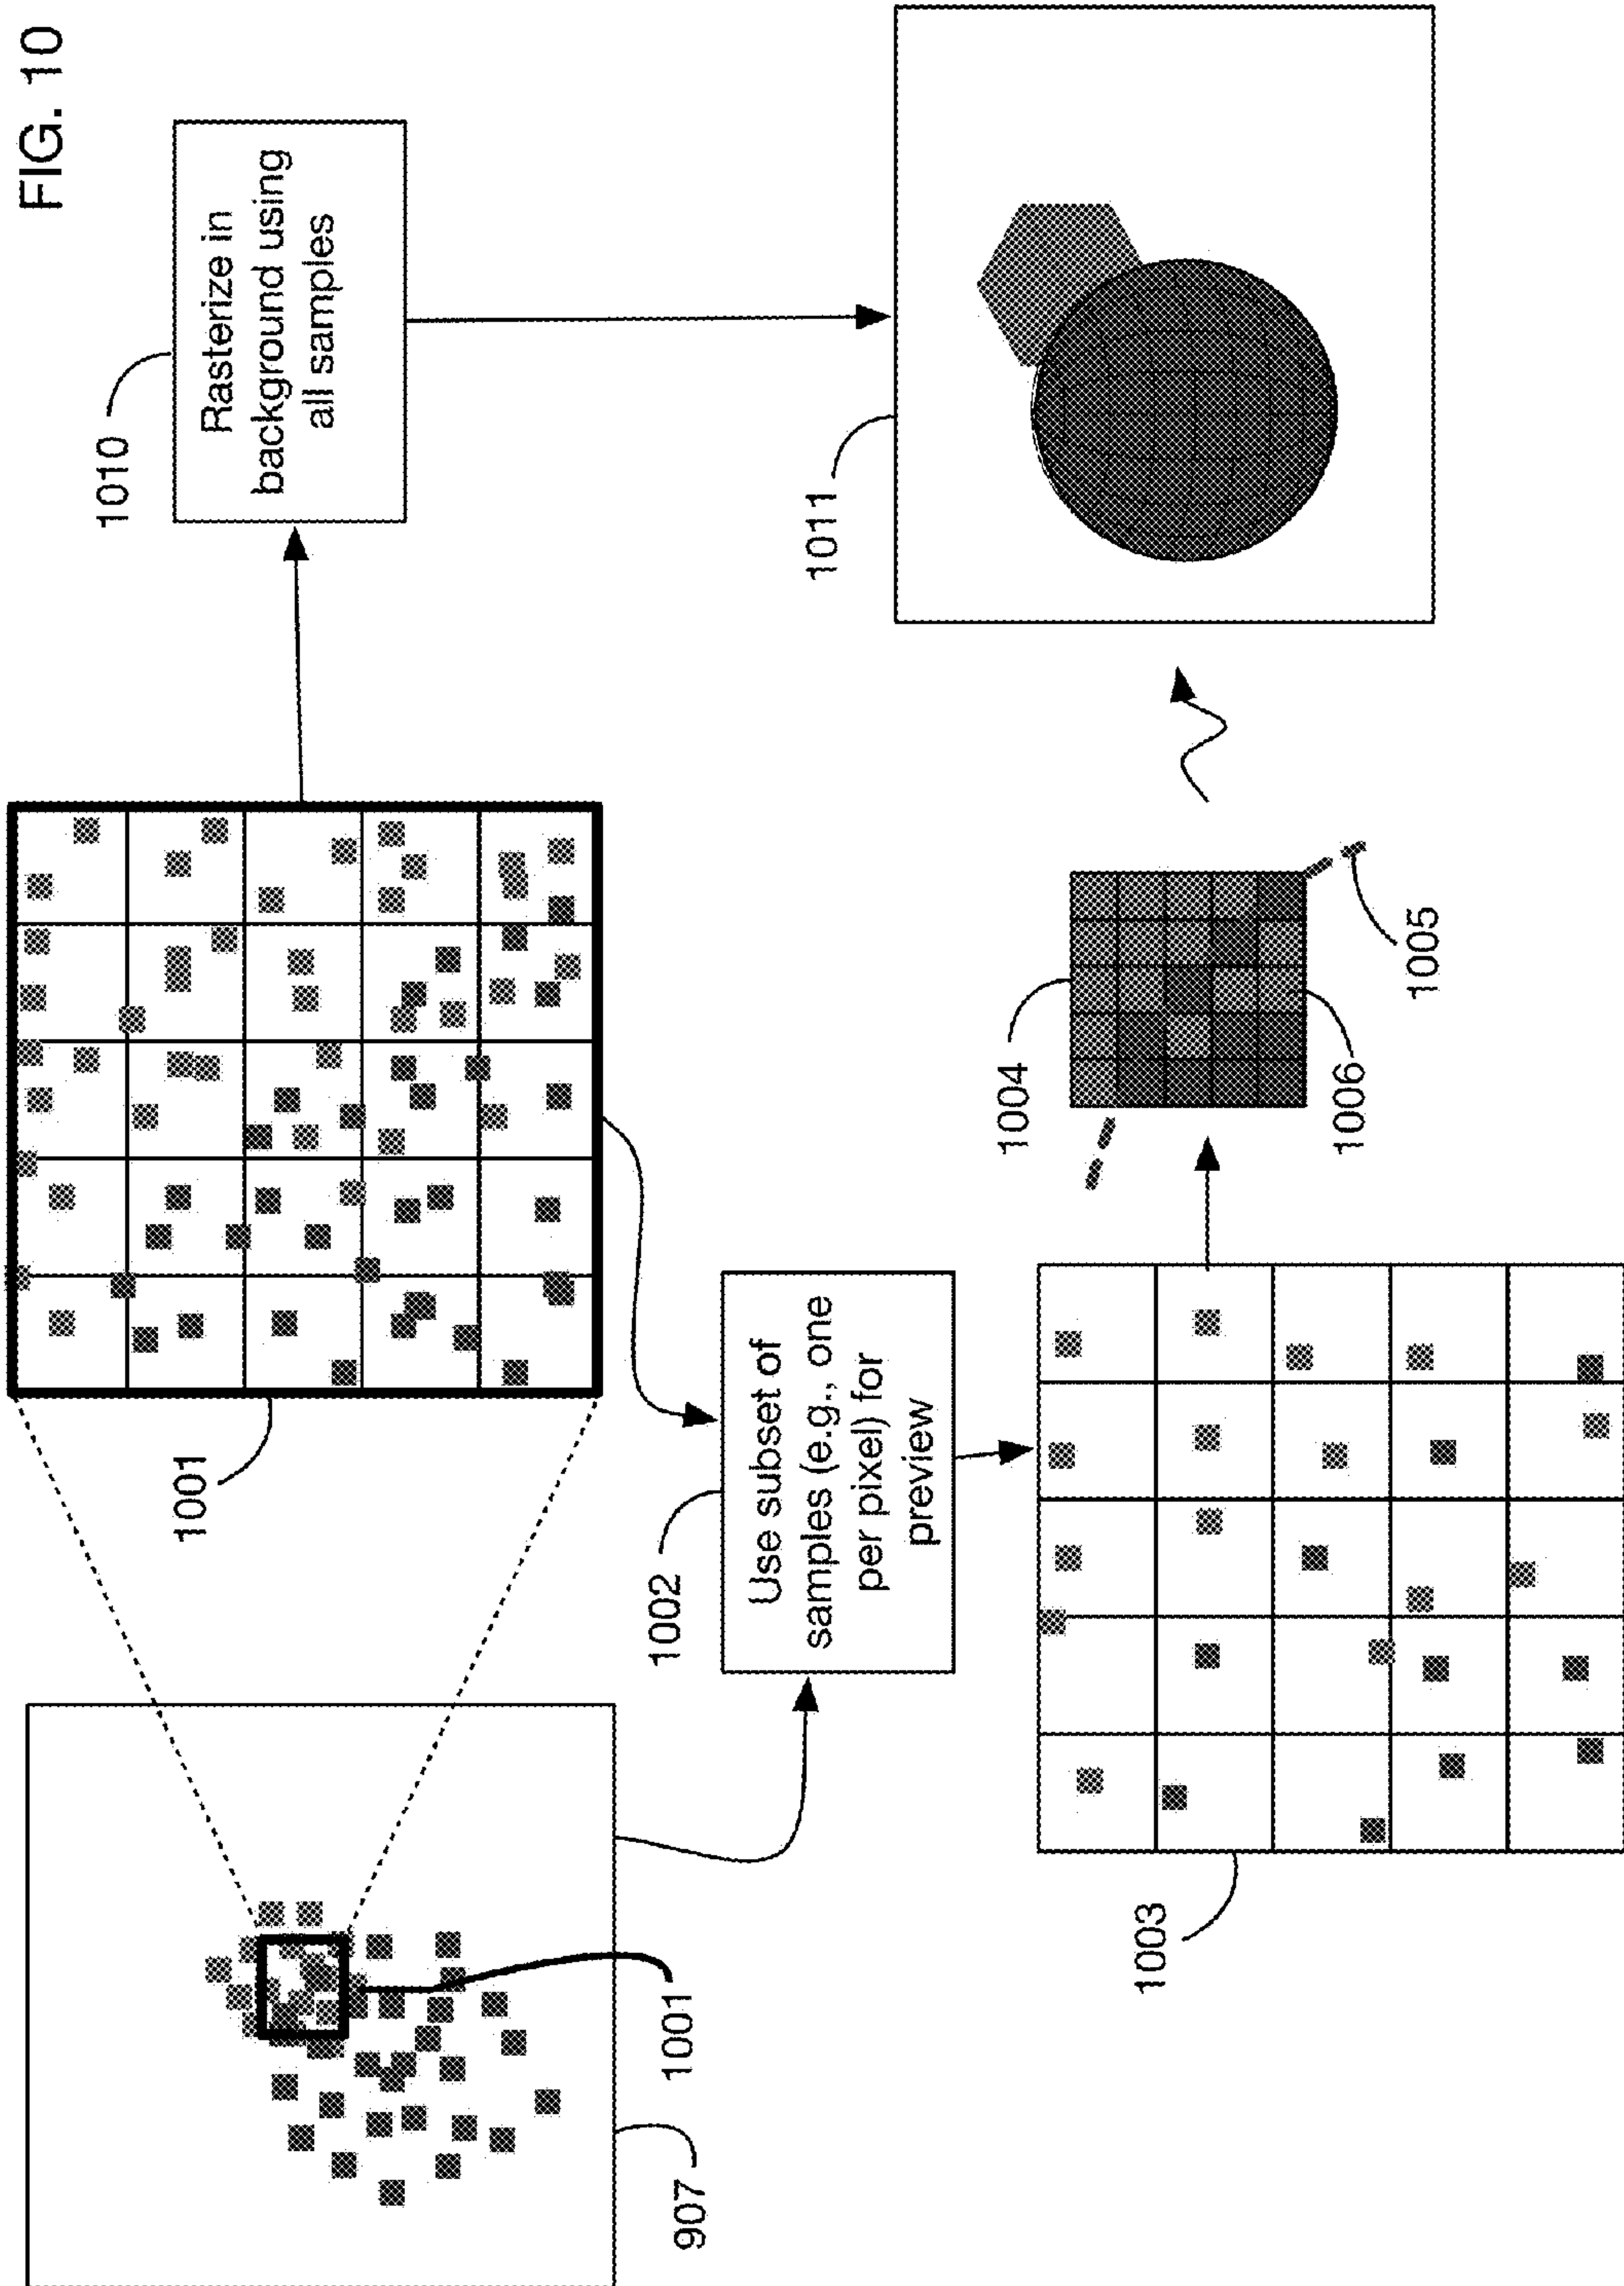 FIG. 10
1010
Rasterize in
background using
all samples
1001
1011
1002
Use subset of
samples (e.g., one
per pixel) for
preview
1004
1006
1005
1001
907
1003